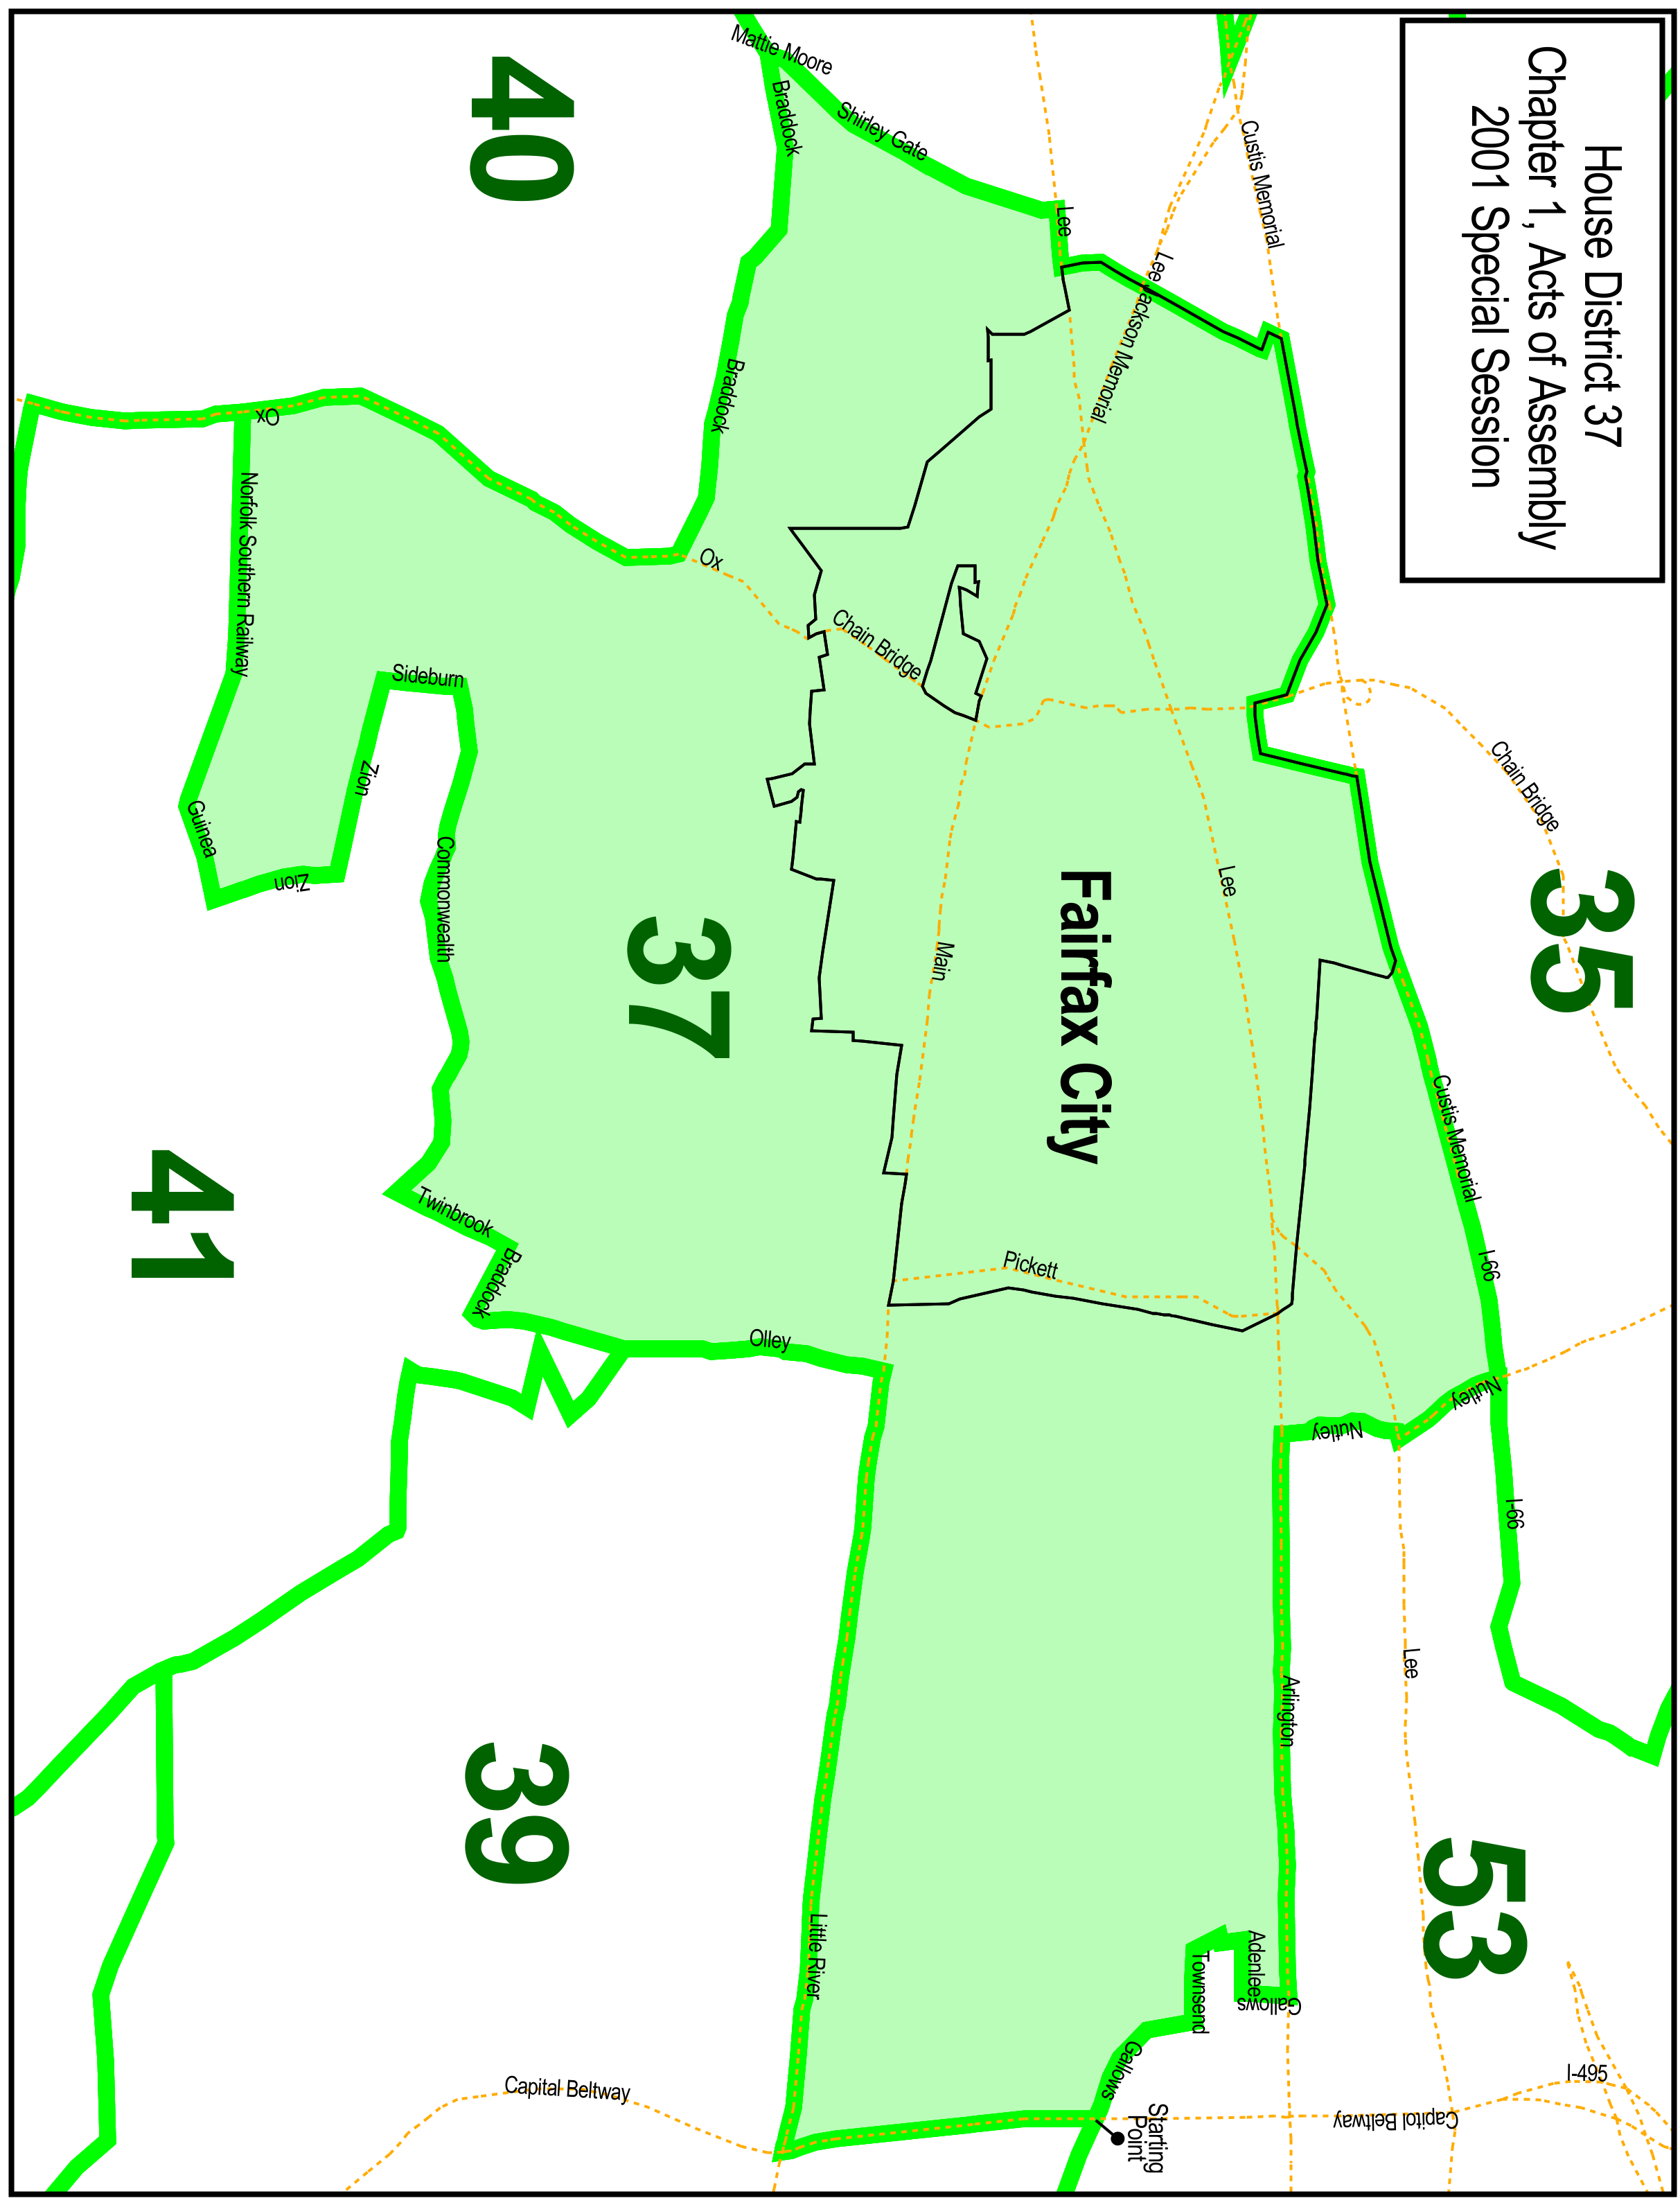 House District 37
Chapter 1, Acts of Assembly
2001 Special Session
40
35
37
41
39
53
Fairfax City
Mattie Moore
Braddock
Shirley Gate
Lee
Custis Memorial
Lee Jackson Memorial
Braddock
Ox
Norfolk Southern Railway
Ox
Chain Bridge
Sideburn
Zion
Guinea
Zion
Commonwealth
Chain Bridge
Lee
Main
Custis Memorial
I-66
Twinbrook
Braddock
Pickett
Olley
Nutley
Nutley
I-66
Lee
Arlington
Little River
Adenlee
Townsend
Gallows
Gallows
Capital Beltway
Capitol Beltway
I-495
Starting
Point